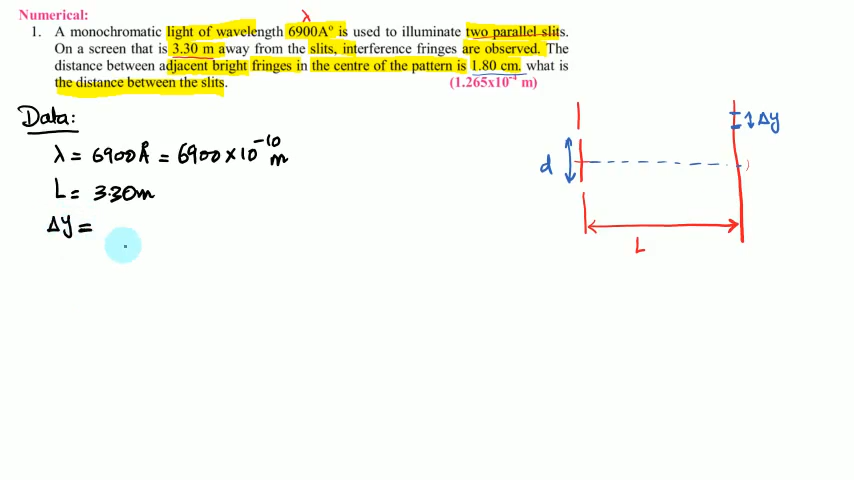 Numerical:
λ
1. A monochromatic light of wavelength 6900A° is used to illuminate two parallel slits.
On a screen that is 3.30 m away from the slits, interference fringes are observed. The
distance between adjacent bright fringes in the centre of the pattern is 1.80 cm. what is
the distance between the slits. (1.265x10⁻⁴ m)
Data:
λ = 6900Å = 6900×10⁻¹⁰ m
L = 3.30m
ΔY =
ΔY
d
L